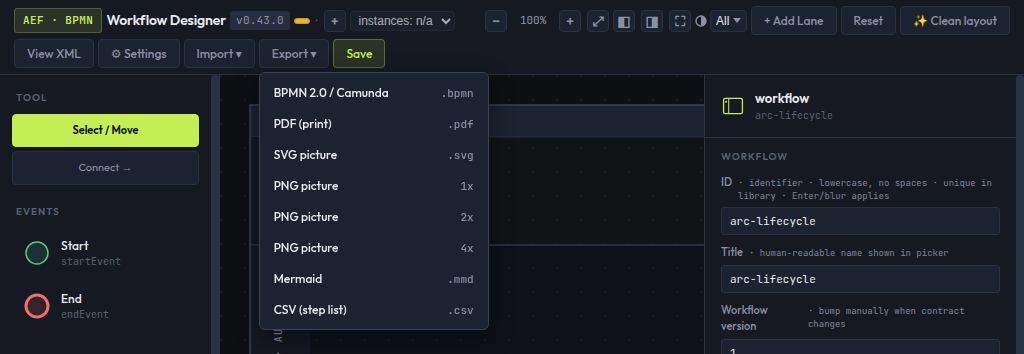 AEF · BPMN Workflow Designer v0.43.0 · + instances: n/a − 100% + All + Add Lane Reset ✨ Clean layout
View XML ⚙ Settings Import ▾ Export ▾ Save
TOOL
Select / Move
Connect →
EVENTS
Start
startEvent
End
endEvent
BPMN 2.0 / Camunda .bpmn
PDF (print) .pdf
SVG picture .svg
PNG picture 1x
PNG picture 2x
PNG picture 4x
Mermaid .mmd
CSV (step list) .csv
AU
workflow
arc-lifecycle
WORKFLOW
ID · identifier · lowercase, no spaces · unique in
library · Enter/blur applies
arc-lifecycle
Title · human-readable name shown in picker
arc-lifecycle
Workflow version · bump manually when contract
changes
1